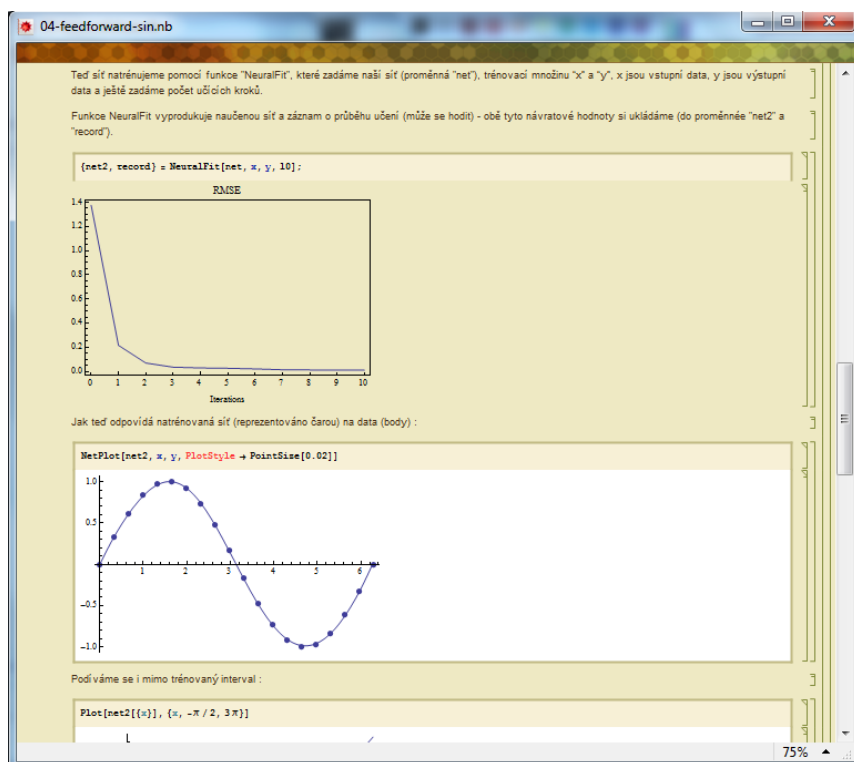 04-feedforward-sin.nb
Teď síť natrénujeme pomocí funkce "NeuralFit", které zadáme naší síť (proměnná "net"), trénovací množinu "x" a "y", x jsou vstupní data, y jsou výstupní
data a ještě zadáme počet učících kroků.
Funkce NeuralFit vyprodukuje naučenou síť a záznam o průběhu učení (může se hodit) - obě tyto návratové hodnoty si ukládáme (do proměnnée "net2" a
"record").
{net2, record} = NeuralFit[net, x, y, 10];
RMSE
1.4
1.2
1.0
0.8
0.6
0.4
0.2
0.0
0 1 2 3 4 5 6 7 8 9 10
Iterations
Jak teď odpovídá natrénovaná síť (reprezentováno čarou) na data (body) :
NetPlot[net2, x, y, PlotStyle → PointSize[0.02]]
1.0
0.5
1 2 3 4 5 6
-0.5
-1.0
Podíváme se i mimo trénovaný interval :
Plot[net2[{x}], {x, -π / 2, 3 π}]
75%